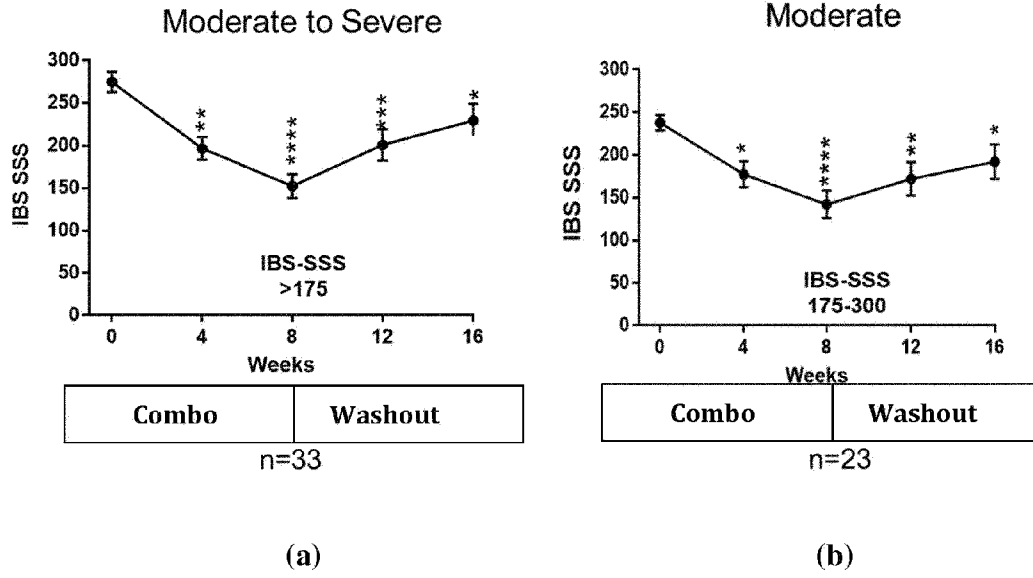 Moderate to Severe
300
250
200
150
100
50
0
IBS SSS
**
****
***
*
IBS-SSS
>175
0 4 8 12 16
Weeks
Combo Washout
n=33
(a)
Moderate
300
250
200
150
100
50
0
IBS SSS
*
****
**
*
IBS-SSS
175-300
0 4 8 12 16
Weeks
Combo Washout
n=23
(b)